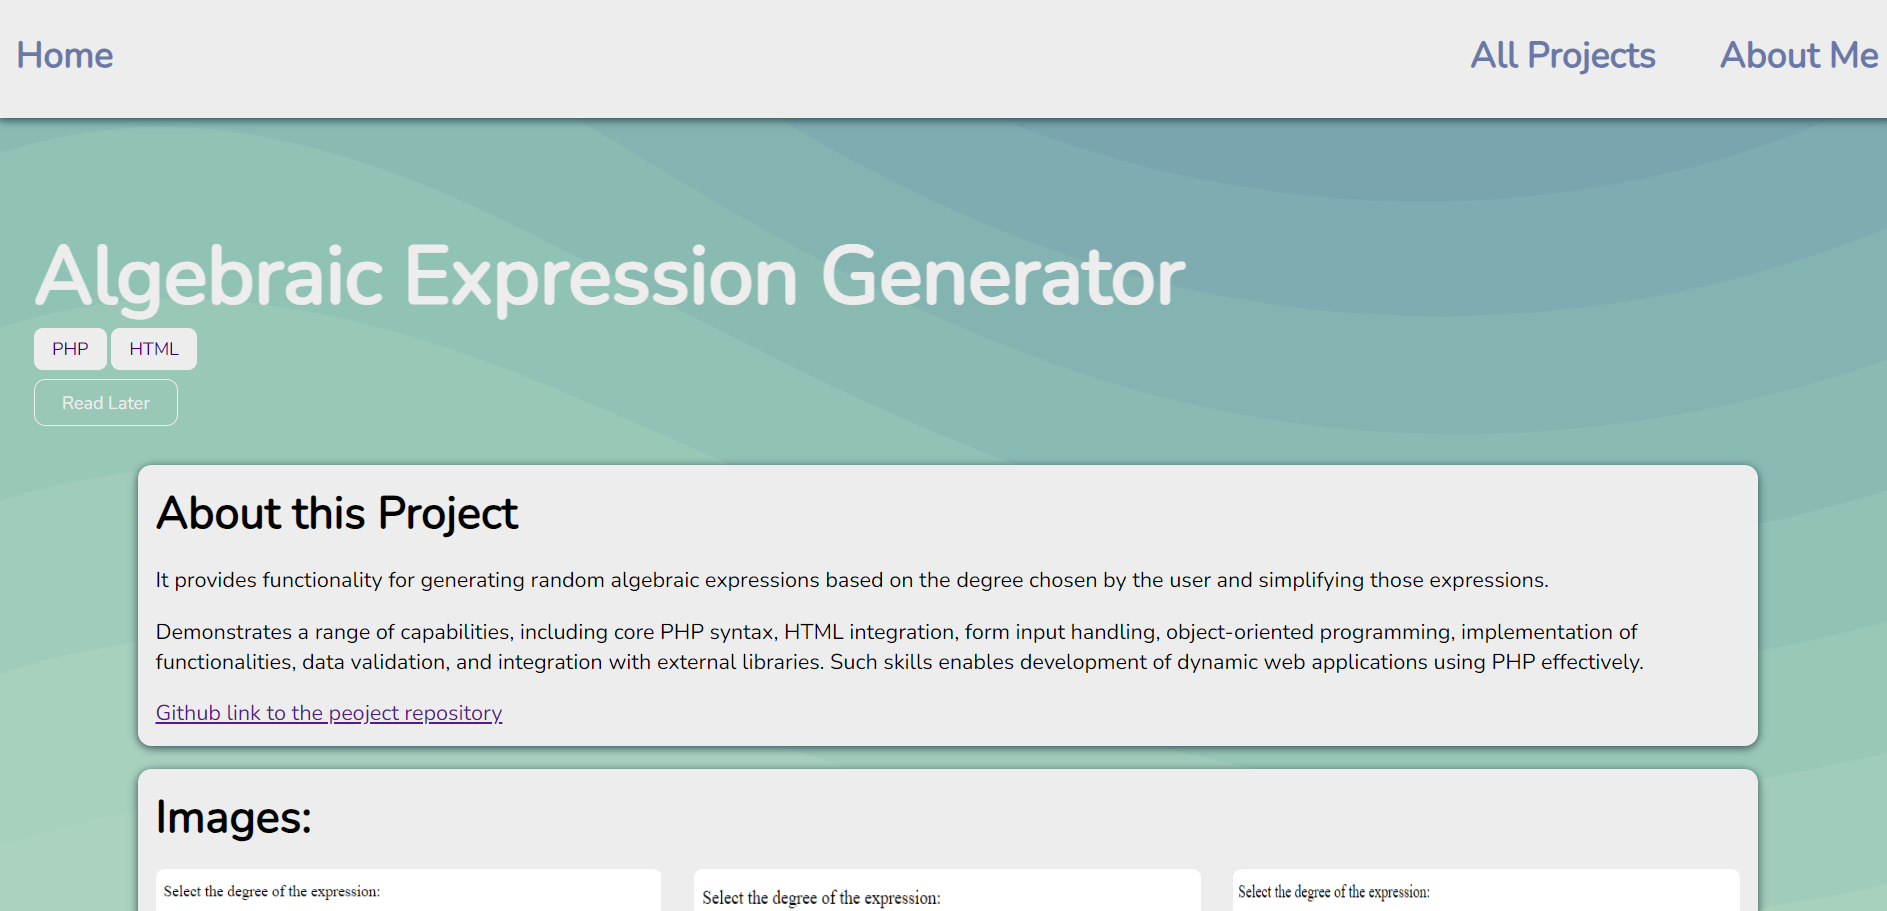 Home
All Projects
About Me
Algebraic Expression Generator
PHP
HTML
Read Later
About this Project
It provides functionality for generating random algebraic expressions based on the degree chosen by the user and simplifying those expressions.
Demonstrates a range of capabilities, including core PHP syntax, HTML integration, form input handling, object-oriented programming, implementation of
functionalities, data validation, and integration with external libraries. Such skills enables development of dynamic web applications using PHP effectively.
Github link to the peoject repository
Images:
Select the degree of the expression:
Select the degree of the expression:
Select the degree of the expression: